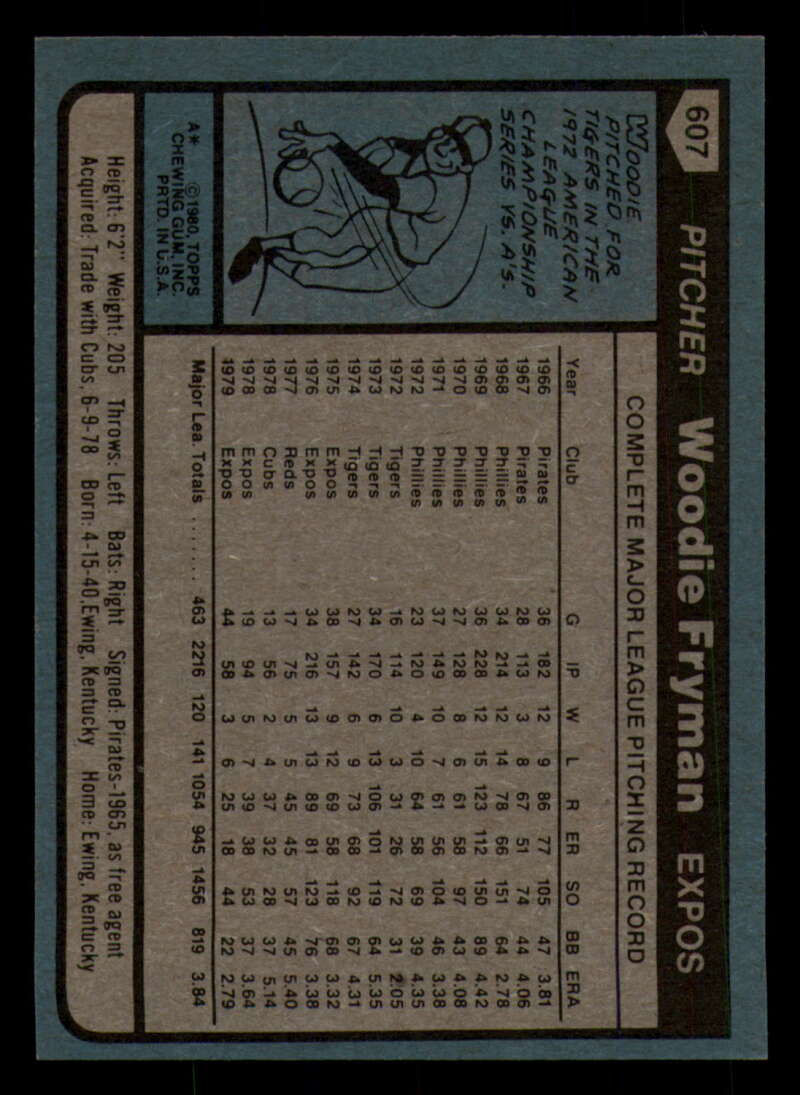 607 PITCHER Woodie Fryman EXPOS
WOODIE
PITCHED FOR
TIGERS IN THE
1972 AMERICAN
LEAGUE
CHAMPIONSHIP
SERIES VS. A'S.
A* ©1980, TOPPS
CHEWING GUM, INC.
PRTD. IN U.S.A.
COMPLETE MAJOR LEAGUE PITCHING RECORD
Year Club G IP W L R ER SO BB ERA
1966 Pirates 36 182 12 9 86 77 105 47 3.81
1967 Pirates 28 113 3 8 67 51 74 44 4.06
1968 Phillies 34 214 12 14 78 66 151 64 2.78
1969 Phillies 36 228 12 15 123 112 150 89 4.42
1970 Phillies 27 128 8 6 61 58 97 43 4.08
1971 Phillies 37 149 10 7 61 56 104 46 3.38
1972 Phillies 23 120 4 10 64 58 69 39 4.35
1972 Tigers 16 114 10 3 31 26 72 31 2.05
1973 Tigers 34 170 6 13 106 101 119 64 5.35
1974 Tigers 27 142 6 9 73 68 92 67 4.31
1975 Expos 38 157 9 12 69 58 118 68 3.32
1976 Expos 34 216 13 13 89 81 123 76 3.38
1977 Reds 17 75 5 5 45 45 57 45 5.40
1978 Cubs 13 56 2 4 37 32 28 37 5.14
1978 Expos 19 94 5 7 39 38 53 37 3.64
1979 Expos 44 58 3 6 25 18 44 22 2.79
Major Lea. Totals ........ 463 2216 120 141 1054 945 1456 819 3.84
Height: 6'2" Weight: 205 Throws: Left Bats: Right Signed: Pirates-1965, as free agent
Acquired: Trade with Cubs, 6-9-78 Born: 4-15-40, Ewing, Kentucky Home: Ewing, Kentucky